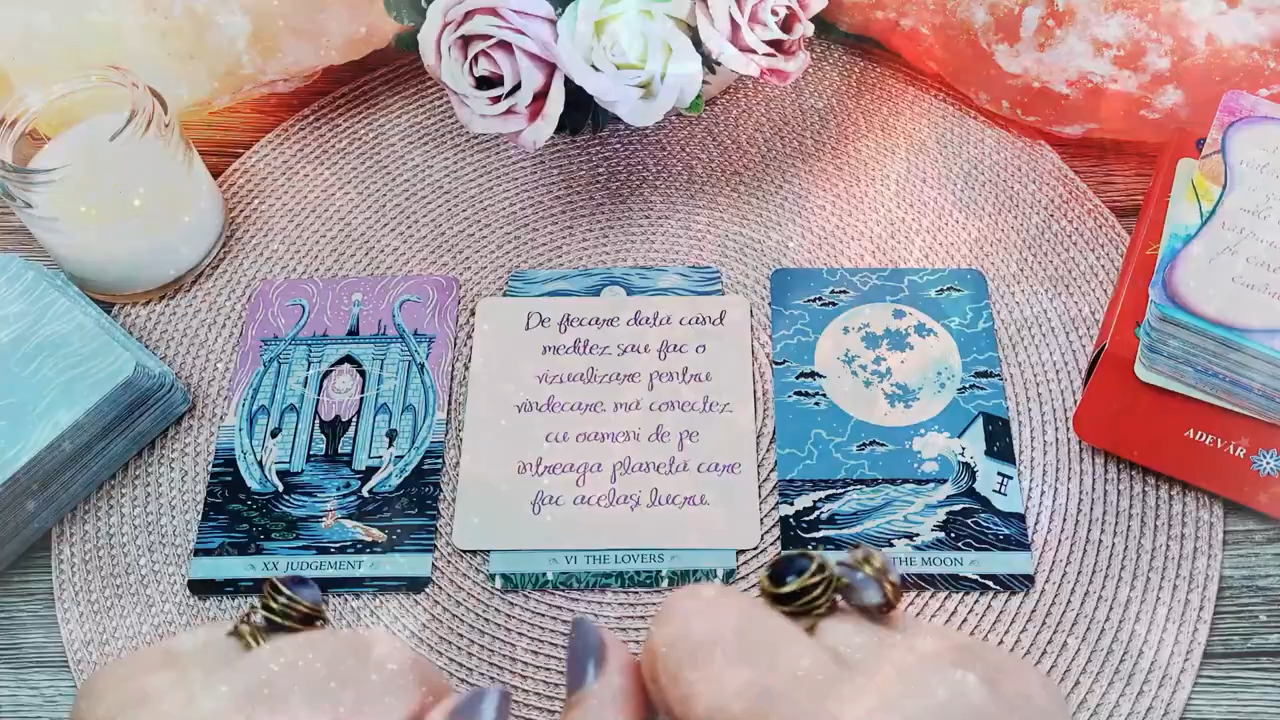 De fiecare dată când
meditez sau fac o
vizualizare pentru
vindecare, mă conectez
cu oameni de pe
întreaga planetă care
fac același lucru.
XX JUDGEMENT
VI THE LOVERS
THE MOON
ADEVĂR